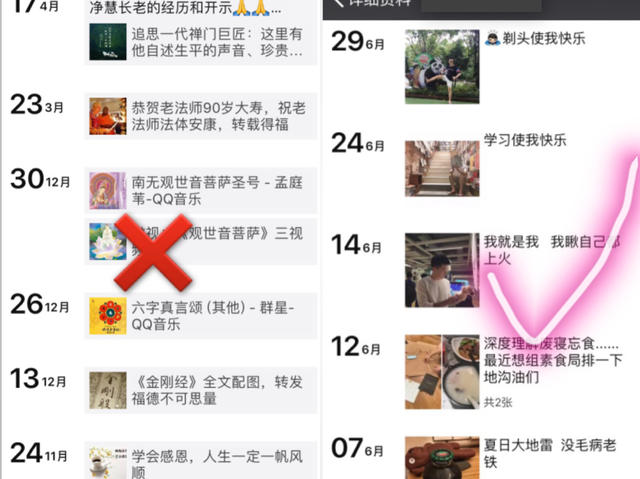 17 4月
净慧长老的经历和开示🙏🙏...
追思一代禅门巨匠：这里有
他自述生平的声音、珍贵...
23 3月
恭贺老法师90岁大寿，祝老
法师法体安康，转载得福
30 12月
南无观世音菩萨圣号 - 孟庭
苇-QQ音乐
视
《观世音菩萨》三视
26 12月
六字真言颂 (其他) - 群星-
QQ音乐
13 12月
《金刚经》全文配图，转发
福德不可思量
24 11月
学会感恩，人生一定一帆风
顺
详细资料
29 6月
🙇剃头使我快乐
24 6月
学习使我快乐
14 6月
我就是我 我瞅自己都
上火
12 6月
深度理解废寝忘食......
最近想组素食局排一下
地沟油们
共2张
07 6月
夏日大地雷 没毛病老
铁